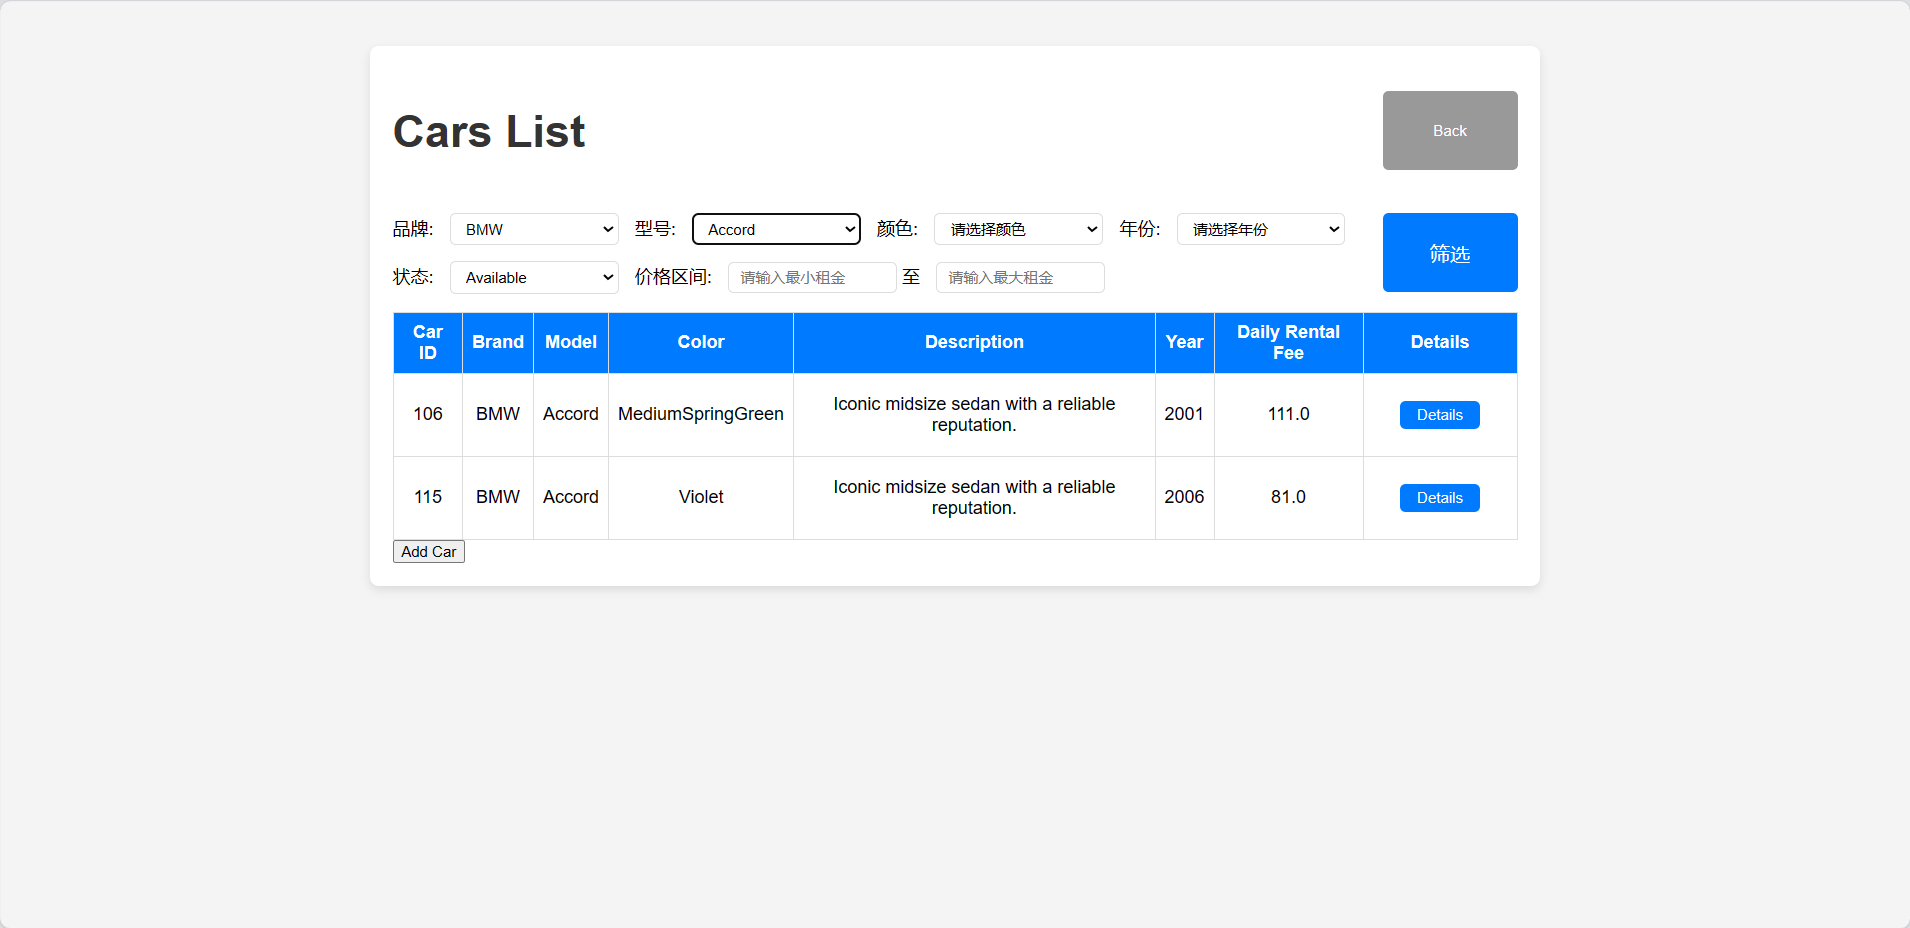 Cars List
Back
品牌: BMW 型号: Accord 颜色: 请选择颜色 年份: 请选择年份
筛选
状态: Available 价格区间: 请输入最小租金 至 请输入最大租金
Car ID Brand Model Color Description Year Daily Rental Fee Details
106 BMW Accord MediumSpringGreen Iconic midsize sedan with a reliable reputation. 2001 111.0 Details
115 BMW Accord Violet Iconic midsize sedan with a reliable reputation. 2006 81.0 Details
Add Car